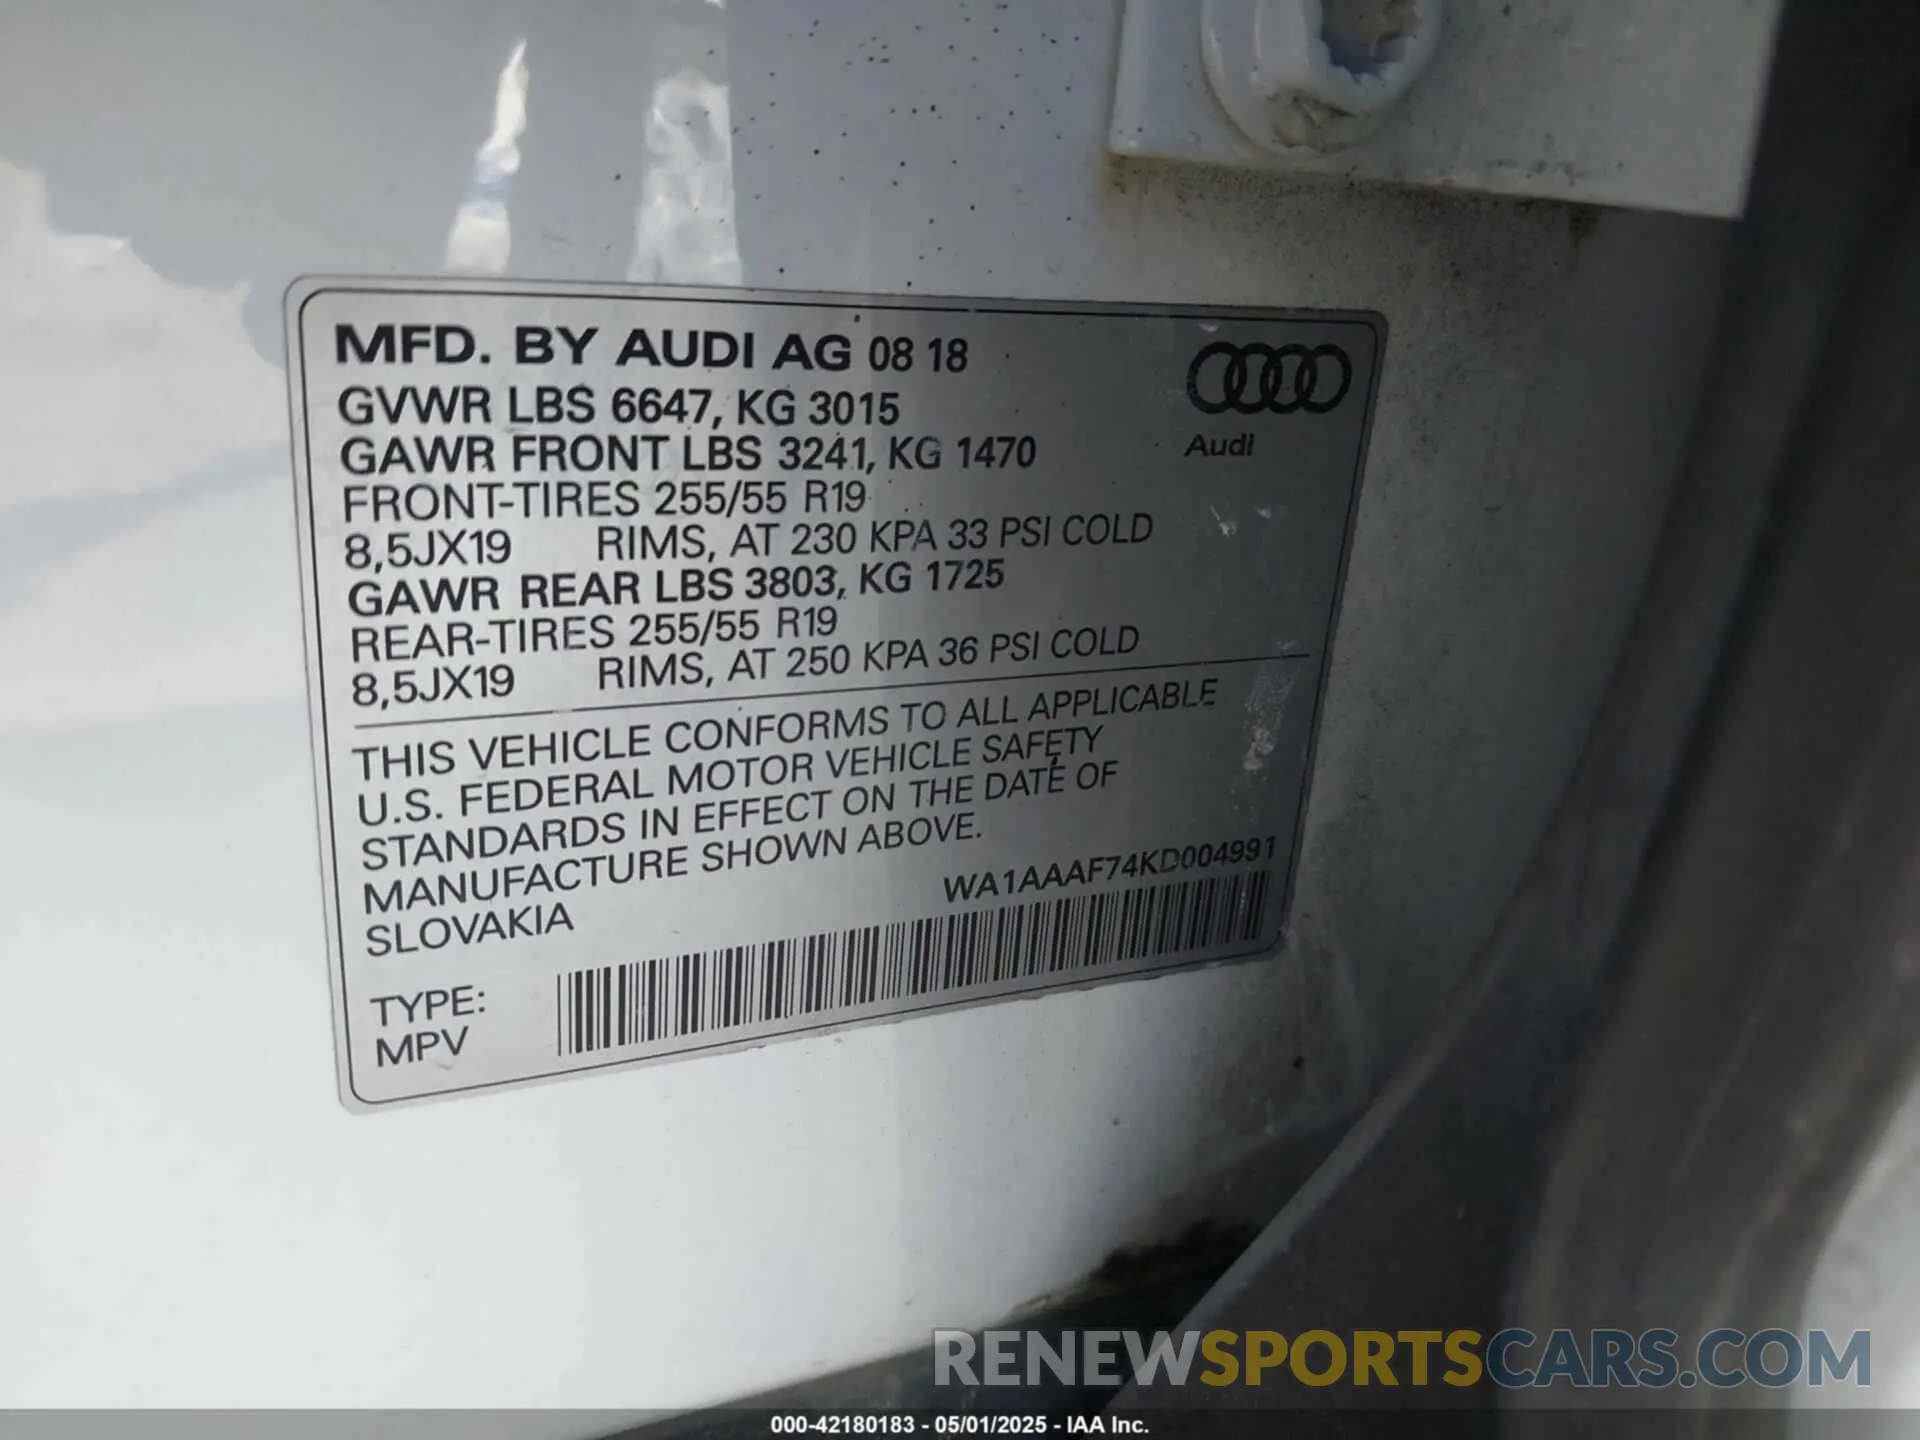 MFD. BY AUDI AG 08 18
GVWR LBS 6647, KG 3015
GAWR FRONT LBS 3241, KG 1470
FRONT-TIRES 255/55 R19
8,5JX19 RIMS, AT 230 KPA 33 PSI COLD
GAWR REAR LBS 3803, KG 1725
REAR-TIRES 255/55 R19
8,5JX19 RIMS, AT 250 KPA 36 PSI COLD
Audi
THIS VEHICLE CONFORMS TO ALL APPLICABLE
U.S. FEDERAL MOTOR VEHICLE SAFETY
STANDARDS IN EFFECT ON THE DATE OF
MANUFACTURE SHOWN ABOVE.
SLOVAKIA
WA1AAAF74KD004991
TYPE:
MPV
RENEWSPORTSCARS.COM
000-42180183 - 05/01/2025 - IAA Inc.